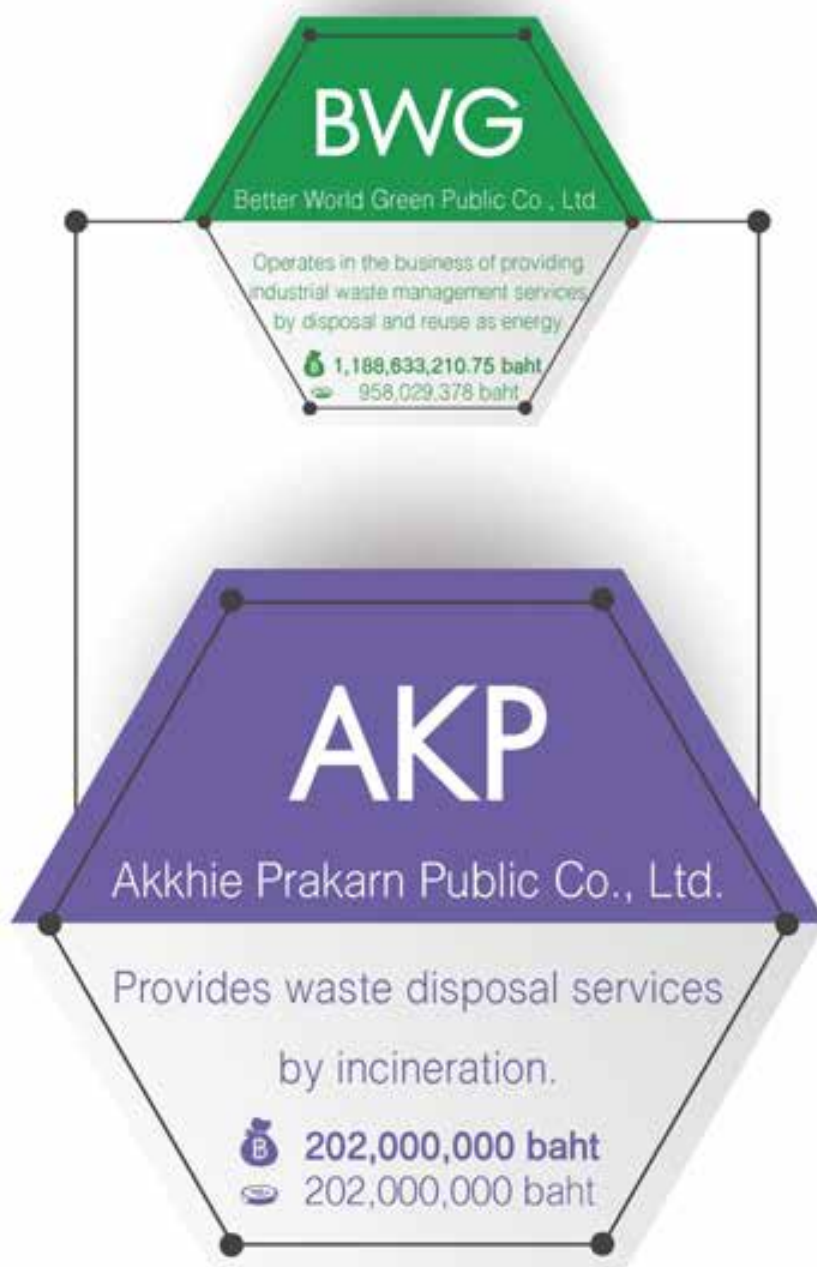 BWG
Better World Green Public Co , Ltd.
Operates in the business of providing
industrial waste management services
by disposal and reuse as energy.
1,188,633,210.75 baht
958,029,378 baht
AKP
Akkhie Prakarn Public Co., Ltd.
Provides waste disposal services
by incineration.
B 202,000,000 baht
202,000,000 baht